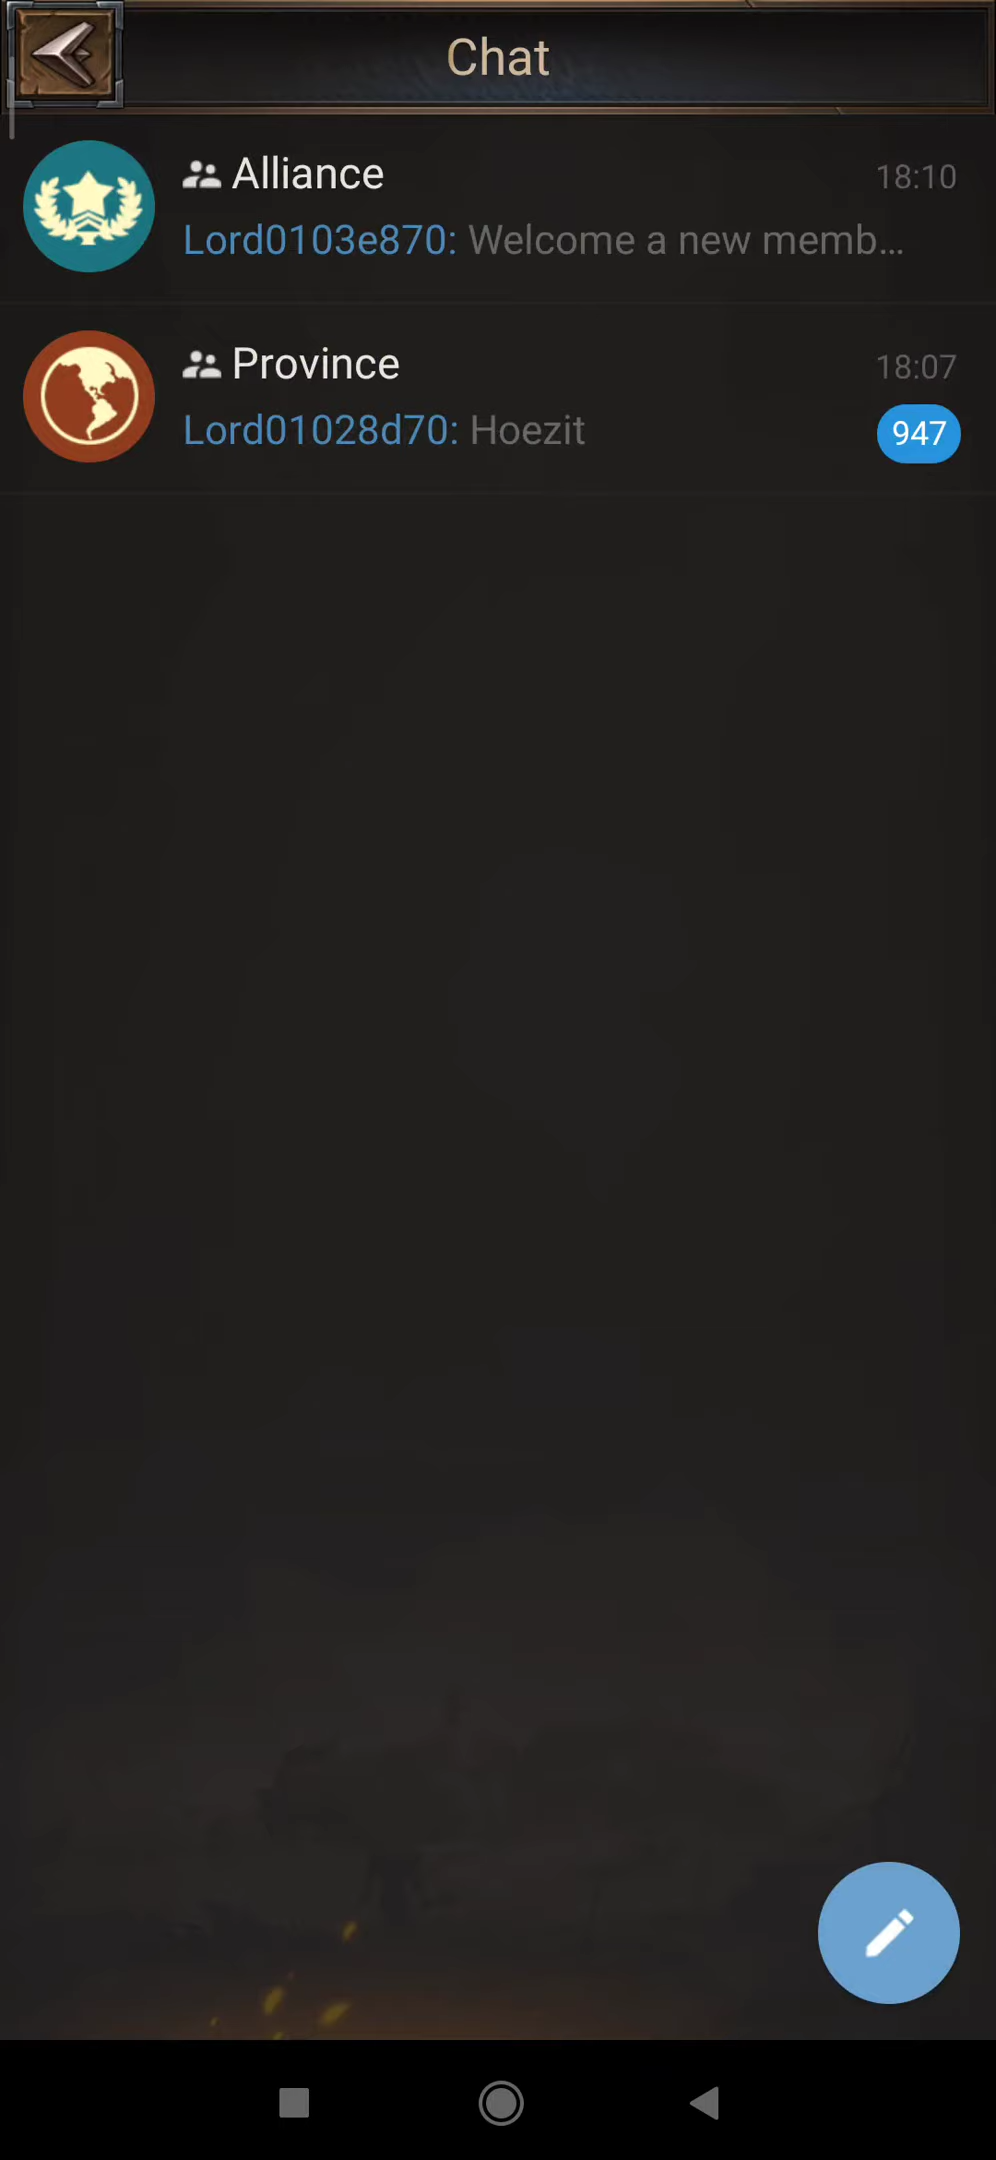 Chat
Alliance
18:10
Lord0103e870: Welcome a new memb...
Province
18:07
Lord01028d70: Hoezit
947